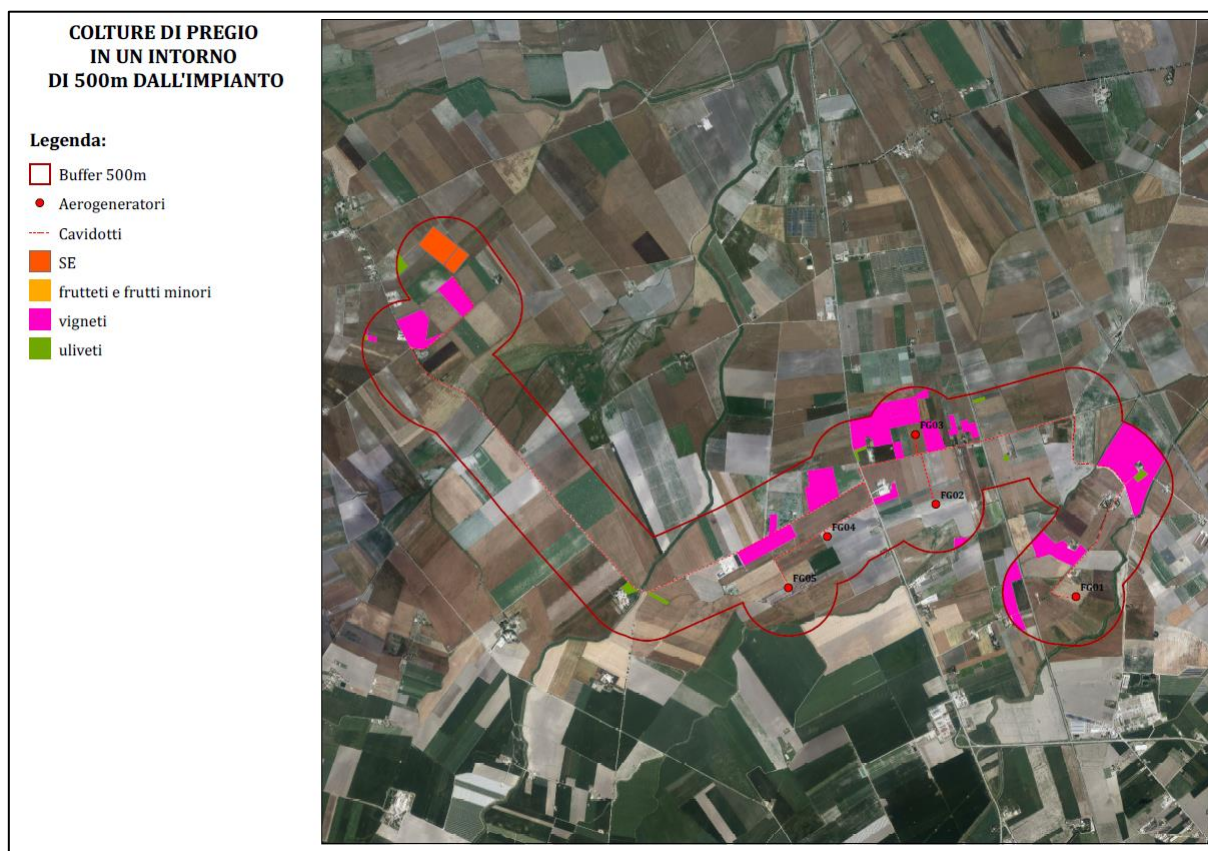 COLTURE DI PREGIO
IN UN INTORNO
DI 500m DALL'IMPIANTO
Legenda:
Buffer 500m
Aerogeneratori
Cavidotti
SE
frutteti e frutti minori
vigneti
uliveti
FG03
FG02
FG04
FG05
FG01